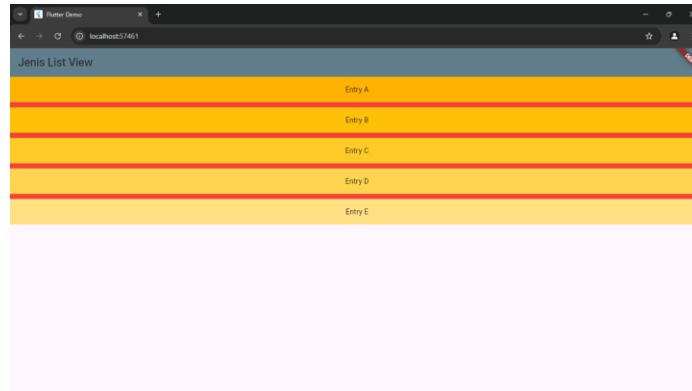 Flutter Demo
localhost:57461
Jenis List View
Entry A
Entry B
Entry C
Entry D
Entry E